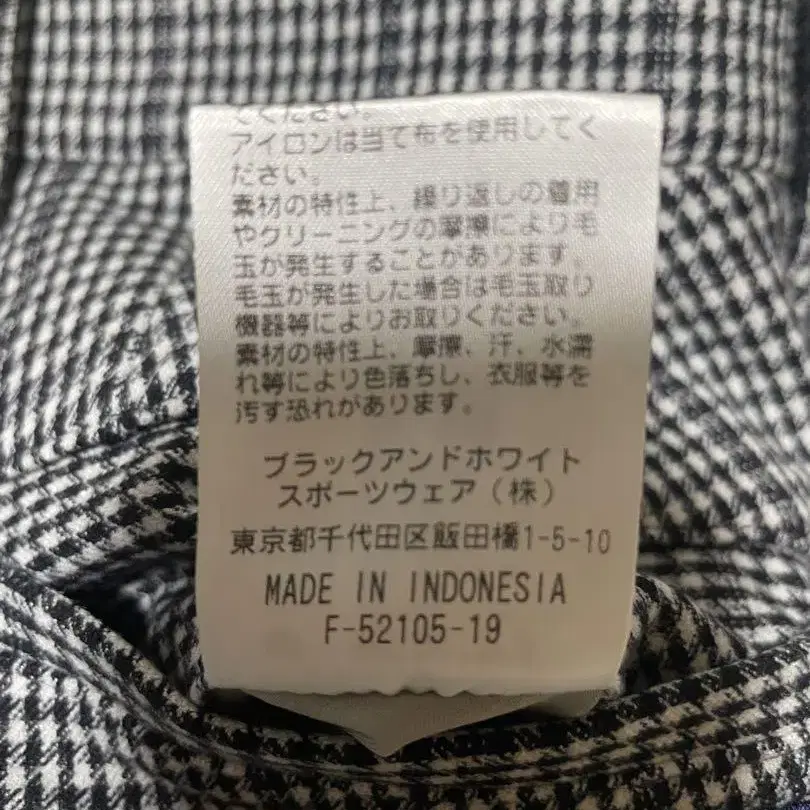 てください。
アイロンは当て布を使用してく
ださい。
素材の特性上、繰り返しの着用
やクリーニングの摩擦により毛
玉が発生することがあります。
毛玉が発生した場合は毛玉取り
機器等によりお取りください。
素材の特性上、摩擦、汗、水濡
れ等により色落ちし、衣服等を
汚す恐れがあります。
ブラックアンドホワイト
スポーツウェア(株)
東京都千代田区飯田橋1-5-10
MADE IN INDONESIA
F-52105-19